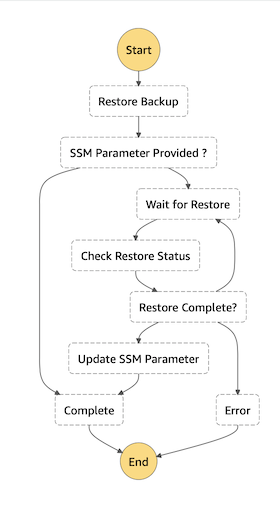 Start
Restore Backup
SSM Parameter Provided ?
Wait for Restore
Check Restore Status
Restore Complete?
Update SSM Parameter
Complete
Error
End